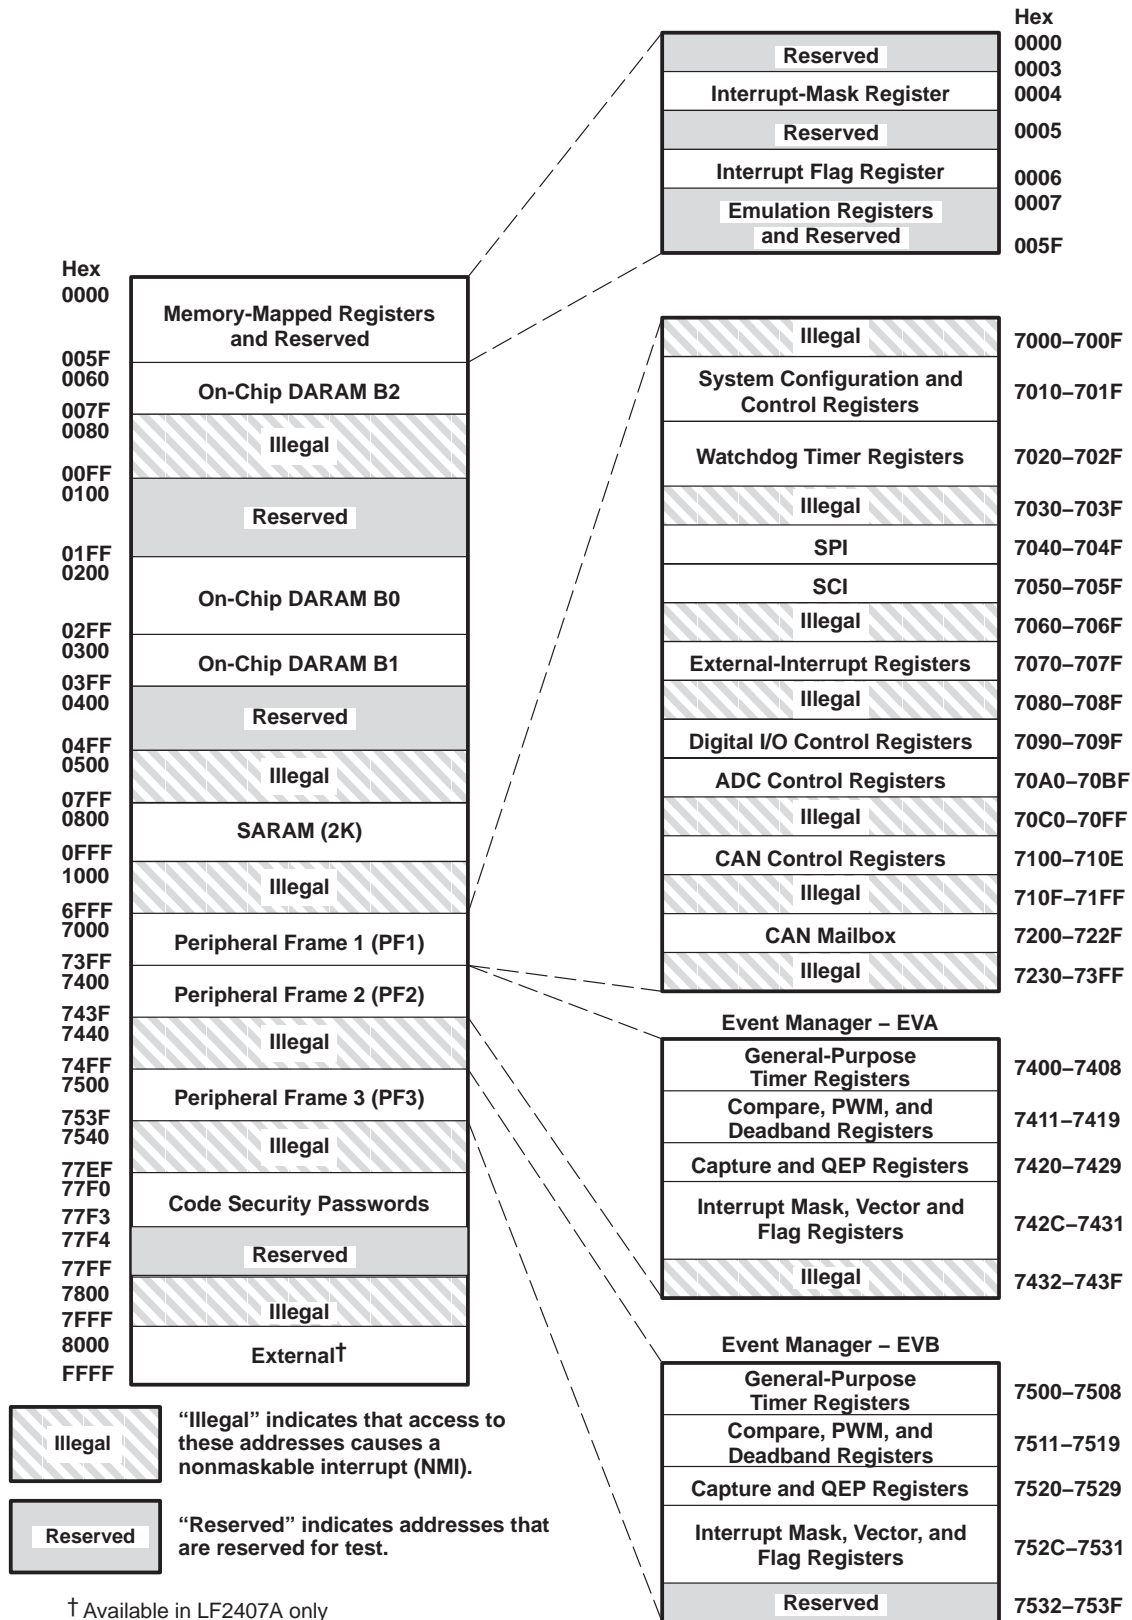 Hex
0000
Reserved
0003
Interrupt-Mask Register
0004
Reserved
0005
Interrupt Flag Register
0006
0007
Emulation Registers
and Reserved
005F
Hex
0000
Memory-Mapped Registers
and Reserved
005F
0060
On-Chip DARAM B2
007F
0080
Illegal
00FF
0100
Reserved
01FF
0200
On-Chip DARAM B0
02FF
0300
On-Chip DARAM B1
03FF
0400
Reserved
04FF
0500
Illegal
07FF
0800
SARAM (2K)
0FFF
1000
Illegal
6FFF
7000
Peripheral Frame 1 (PF1)
73FF
7400
Peripheral Frame 2 (PF2)
743F
7440
Illegal
74FF
7500
Peripheral Frame 3 (PF3)
753F
7540
Illegal
77EF
77F0
Code Security Passwords
77F3
77F4
Reserved
77FF
7800
Illegal
7FFF
8000
External†
FFFF
Illegal
7000–700F
System Configuration and
Control Registers
7010–701F
Watchdog Timer Registers
7020–702F
Illegal
7030–703F
SPI
7040–704F
SCI
7050–705F
Illegal
7060–706F
External-Interrupt Registers
7070–707F
Illegal
7080–708F
Digital I/O Control Registers
7090–709F
ADC Control Registers
70A0–70BF
Illegal
70C0–70FF
CAN Control Registers
7100–710E
Illegal
710F–71FF
CAN Mailbox
7200–722F
Illegal
7230–73FF
Event Manager – EVA
General-Purpose
Timer Registers
7400–7408
Compare, PWM, and
Deadband Registers
7411–7419
Capture and QEP Registers
7420–7429
Interrupt Mask, Vector and
Flag Registers
742C–7431
Illegal
7432–743F
Event Manager – EVB
General-Purpose
Timer Registers
7500–7508
Compare, PWM, and
Deadband Registers
7511–7519
Capture and QEP Registers
7520–7529
Interrupt Mask, Vector, and
Flag Registers
752C–7531
Reserved
7532–753F
Illegal
“Illegal” indicates that access to
these addresses causes a
nonmaskable interrupt (NMI).
Reserved
“Reserved” indicates addresses that
are reserved for test.
† Available in LF2407A only